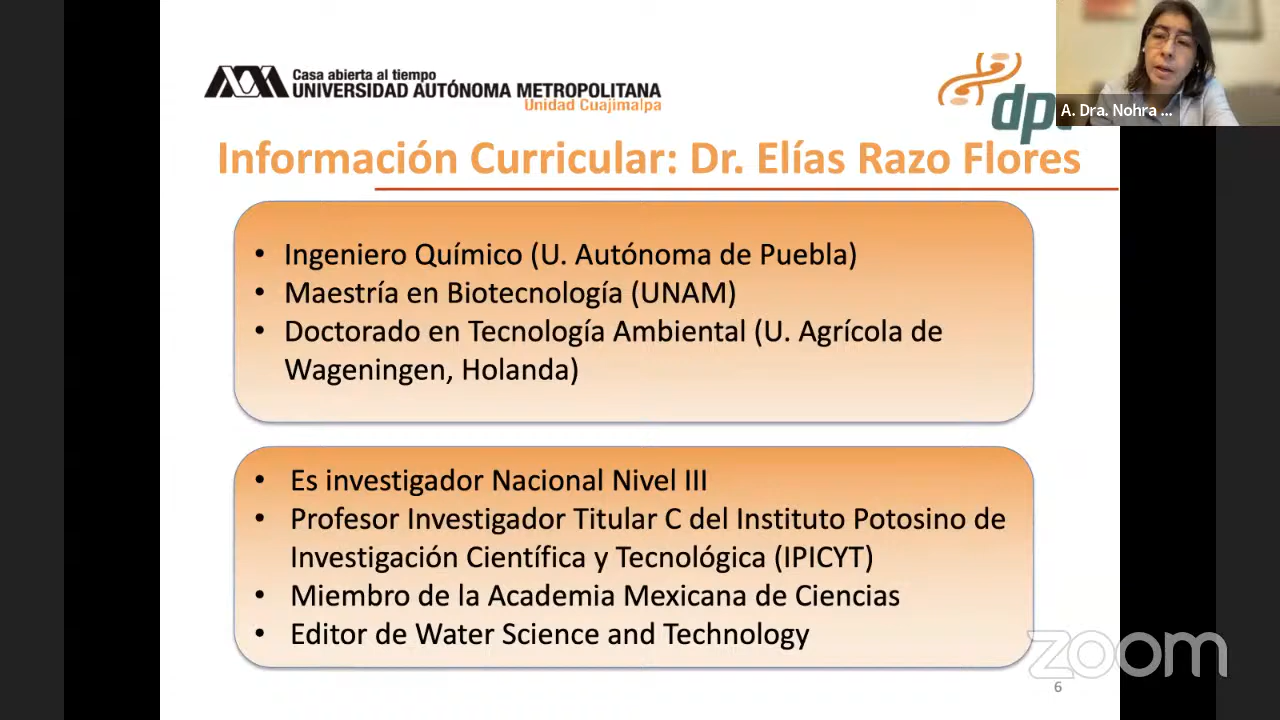 Casa abierta al tiempo
UNIVERSIDAD AUTÓNOMA METROPOLITANA
Unidad Cuajimalpa
A. Dra. Nohra ...
Información Curricular: Dr. Elías Razo Flores
• Ingeniero Químico (U. Autónoma de Puebla)
• Maestría en Biotecnología (UNAM)
• Doctorado en Tecnología Ambiental (U. Agrícola de
Wageningen, Holanda)
• Es investigador Nacional Nivel III
• Profesor Investigador Titular C del Instituto Potosino de
Investigación Científica y Tecnológica (IPICYT)
• Miembro de la Academia Mexicana de Ciencias
• Editor de Water Science and Technology
zoom
6